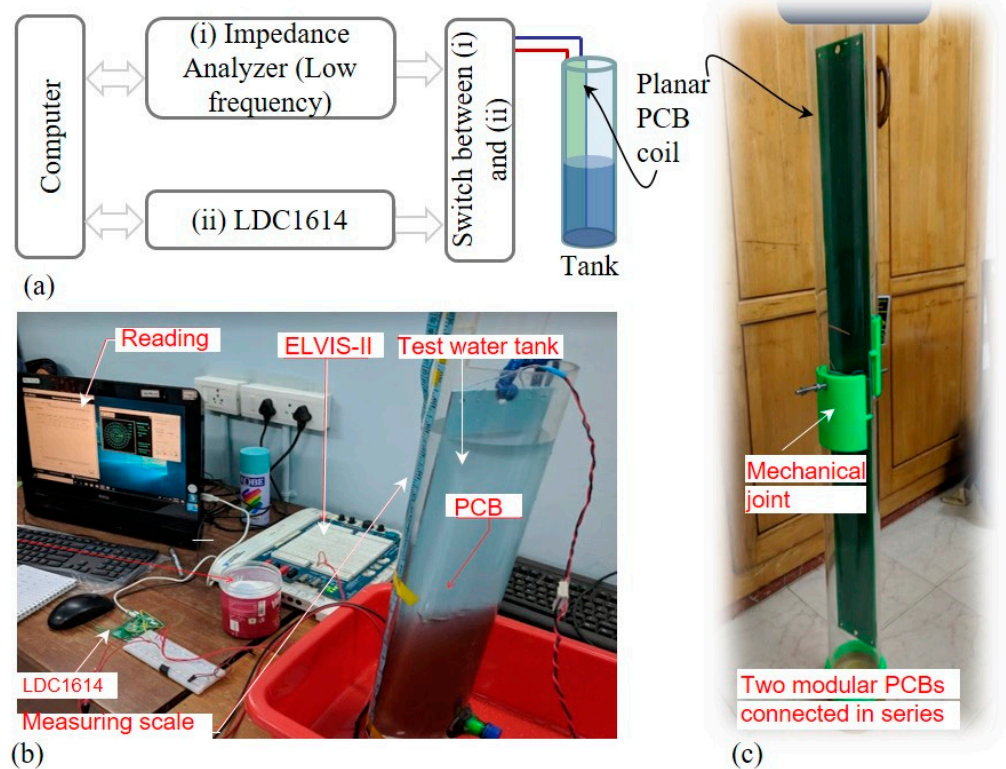 (i) Impedance
Analyzer (Low
frequency)
Computer
(ii) LDC1614
Switch between (i)
and (ii)
Tank
Planar
PCB
coil
(a)
Reading
ELVIS-II
Test water tank
PCB
LDC1614
Measuring scale
(b)
Mechanical
joint
Two modular PCBs
connected in series
(c)